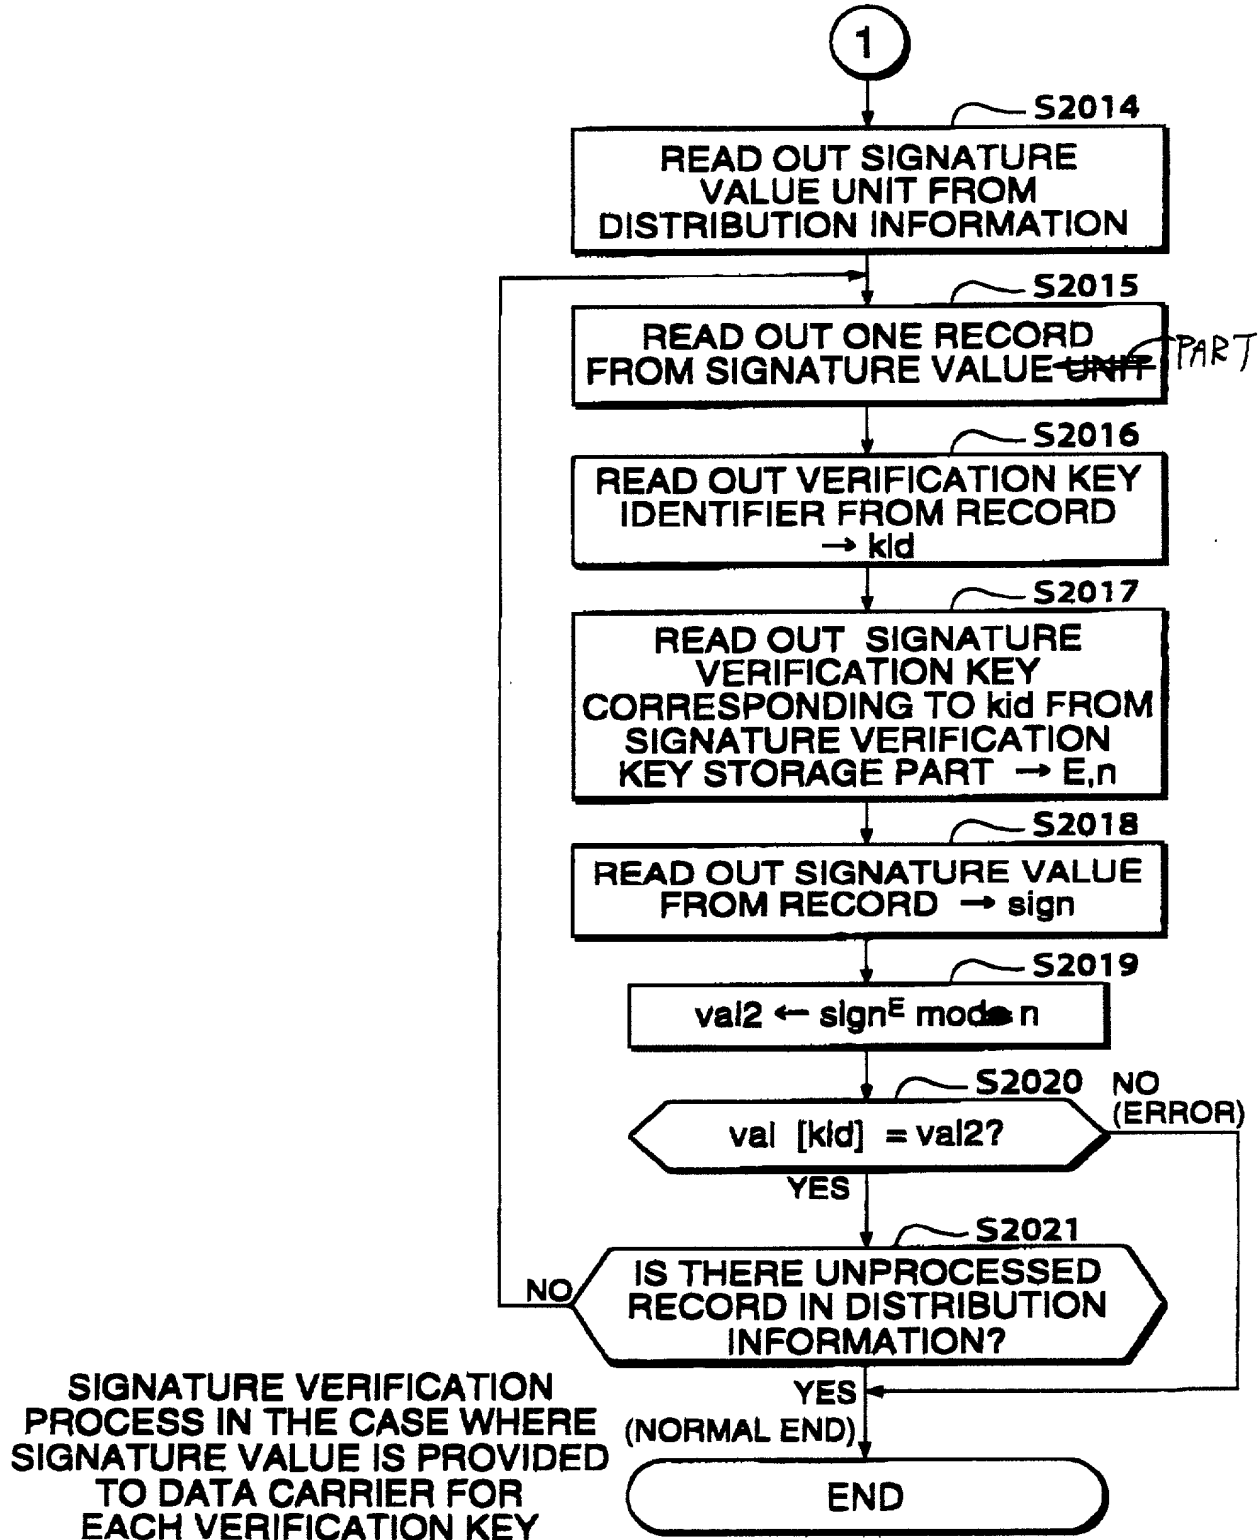 1
S2014
READ OUT SIGNATURE
VALUE UNIT FROM
DISTRIBUTION INFORMATION
S2015
READ OUT ONE RECORD
FROM SIGNATURE VALUE UNIT PART
S2016
READ OUT VERIFICATION KEY
IDENTIFIER FROM RECORD
→ kid
S2017
READ OUT SIGNATURE
VERIFICATION KEY
CORRESPONDING TO kid FROM
SIGNATURE VERIFICATION
KEY STORAGE PART → E,n
S2018
READ OUT SIGNATURE VALUE
FROM RECORD → sign
S2019
val2 ← sign^E mod n
S2020
NO
(ERROR)
val [kid] = val2?
YES
S2021
NO
IS THERE UNPROCESSED
RECORD IN DISTRIBUTION
INFORMATION?
YES
(NORMAL END)
END
SIGNATURE VERIFICATION
PROCESS IN THE CASE WHERE
SIGNATURE VALUE IS PROVIDED
TO DATA CARRIER FOR
EACH VERIFICATION KEY